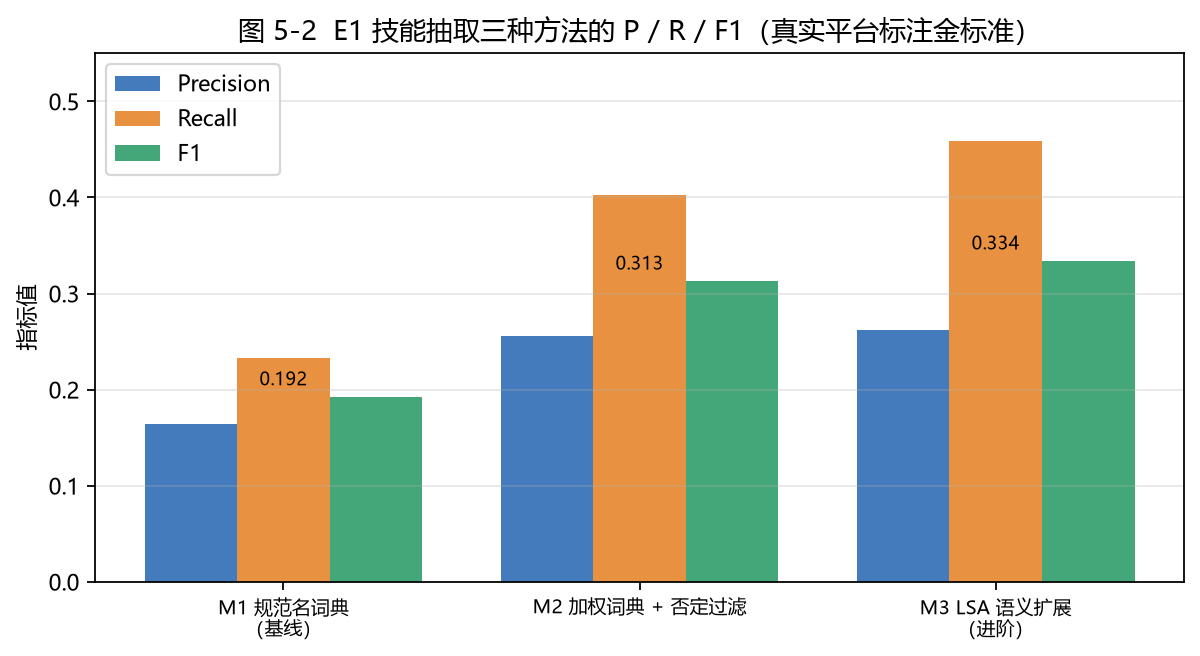 图 5-2  E1 技能抽取三种方法的 P / R / F1（真实平台标注金标准）
Precision
Recall
F1
指标值
0.5
0.4
0.3
0.2
0.1
0.0
0.192
0.313
0.334
M1 规范名词典
（基线）
M2 加权词典 + 否定过滤
M3 LSA 语义扩展
（进阶）